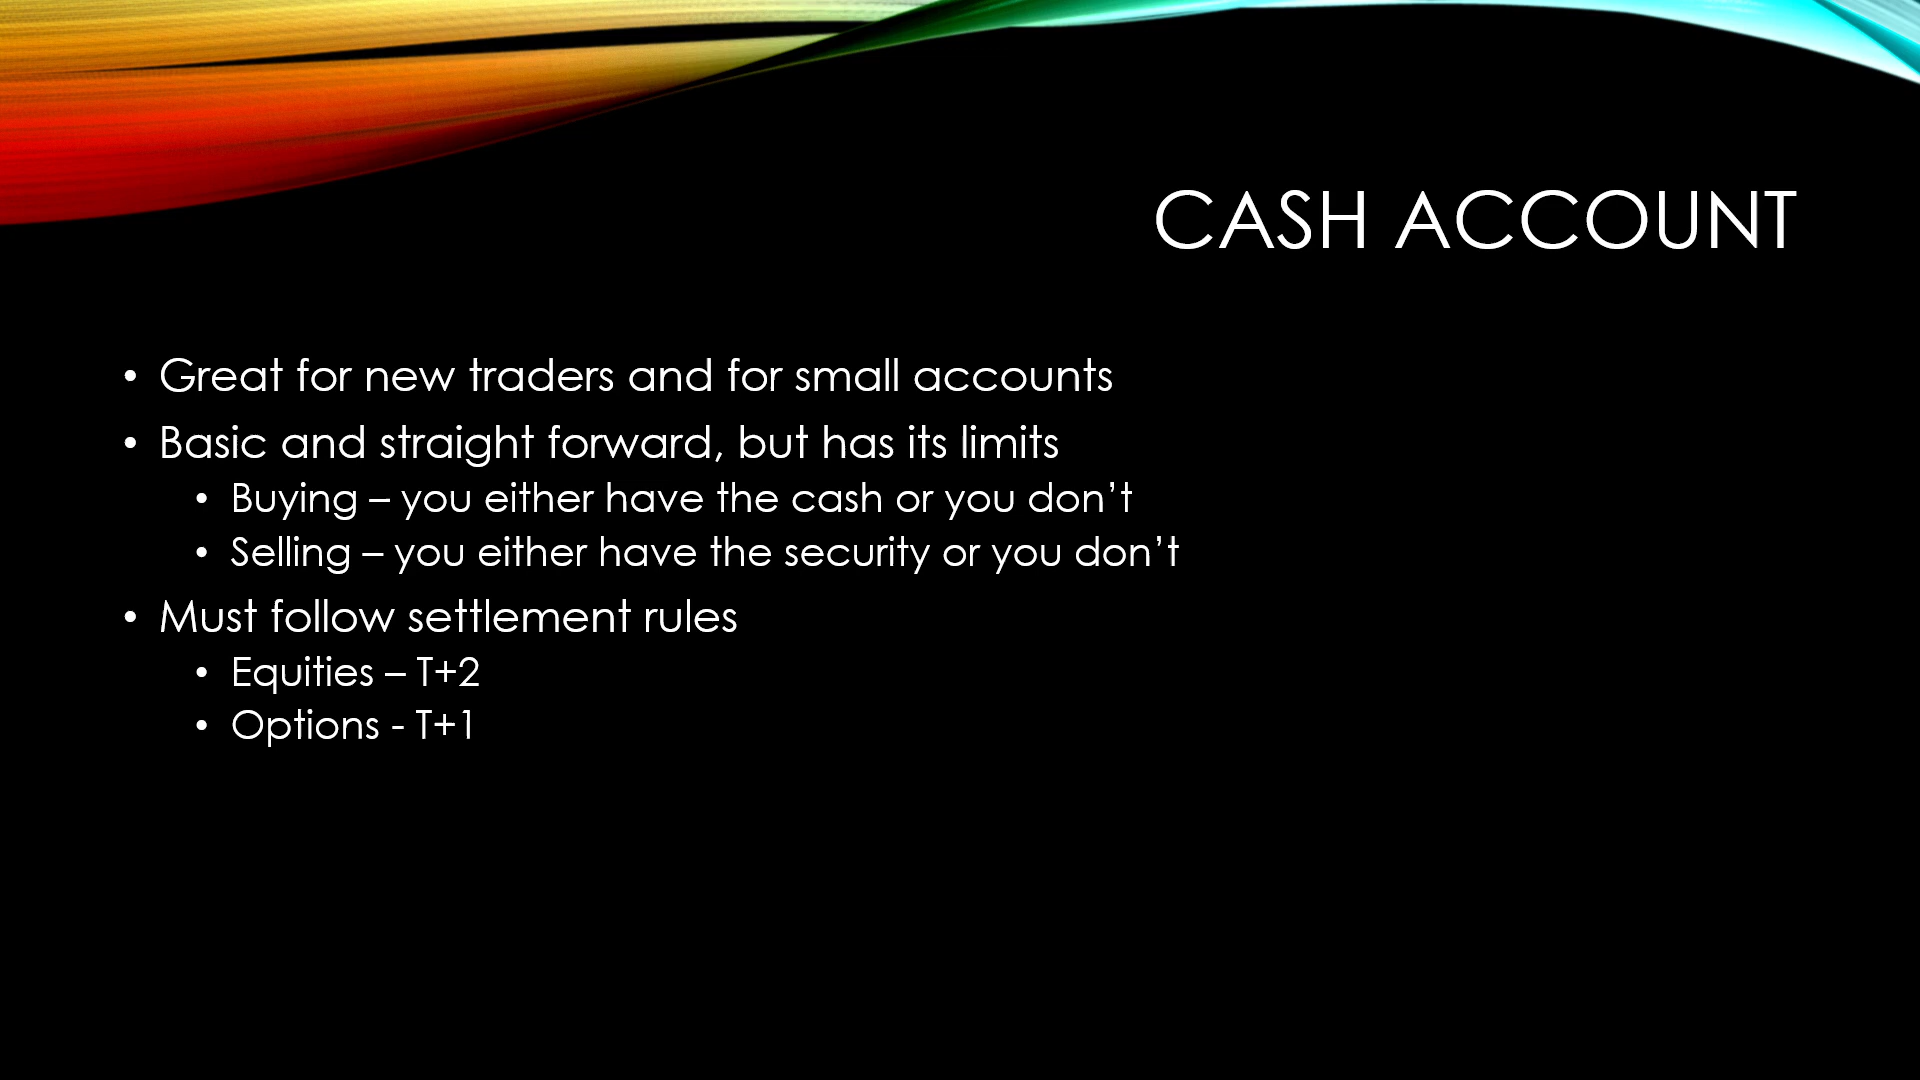 CASH ACCOUNT
• Great for new traders and for small accounts
• Basic and straight forward, but has its limits
• Buying – you either have the cash or you don’t
• Selling – you either have the security or you don’t
• Must follow settlement rules
• Equities – T+2
• Options - T+1